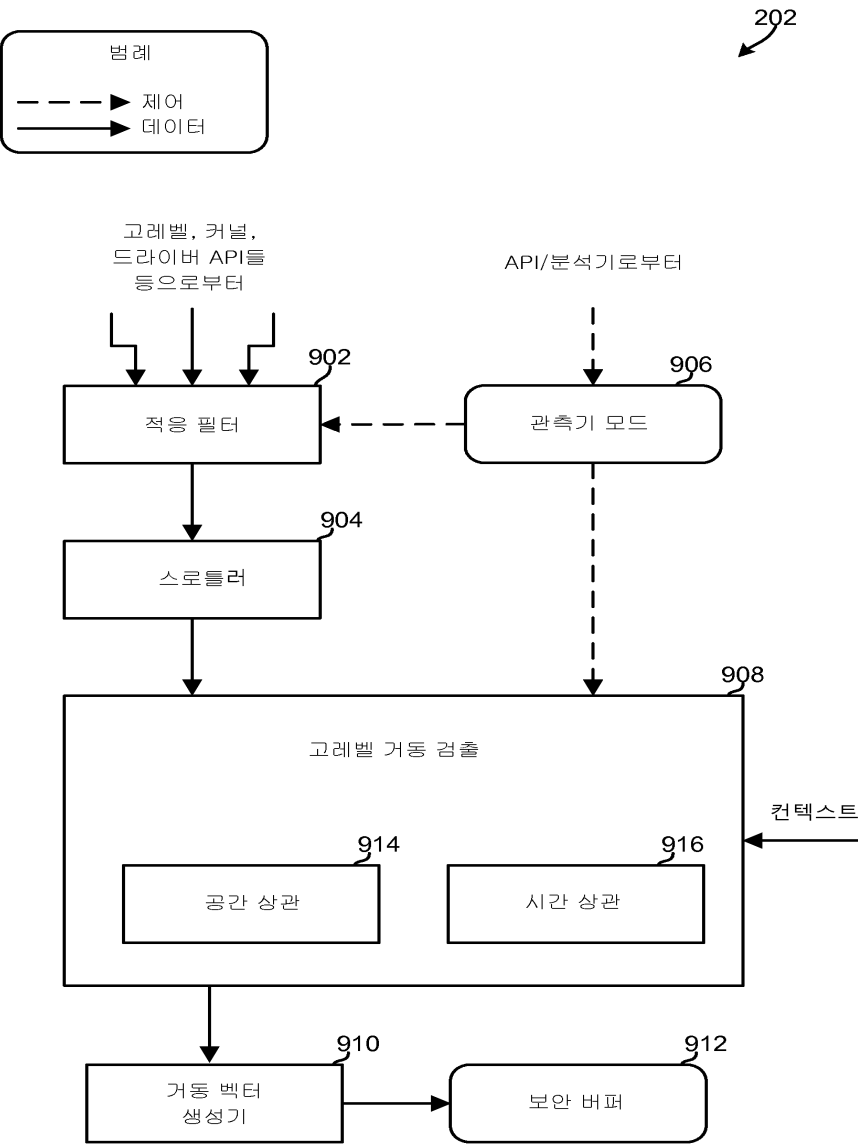 202
범례
제어
데이터
고레벨, 커널,
드라이버 API들
등으로부터
API/분석기로부터
902
906
적응 필터
관측기 모드
904
스로틀러
908
고레벨 거동 검출
컨텍스트
914
916
공간 상관
시간 상관
910
912
거동 벡터
생성기
보안 버퍼